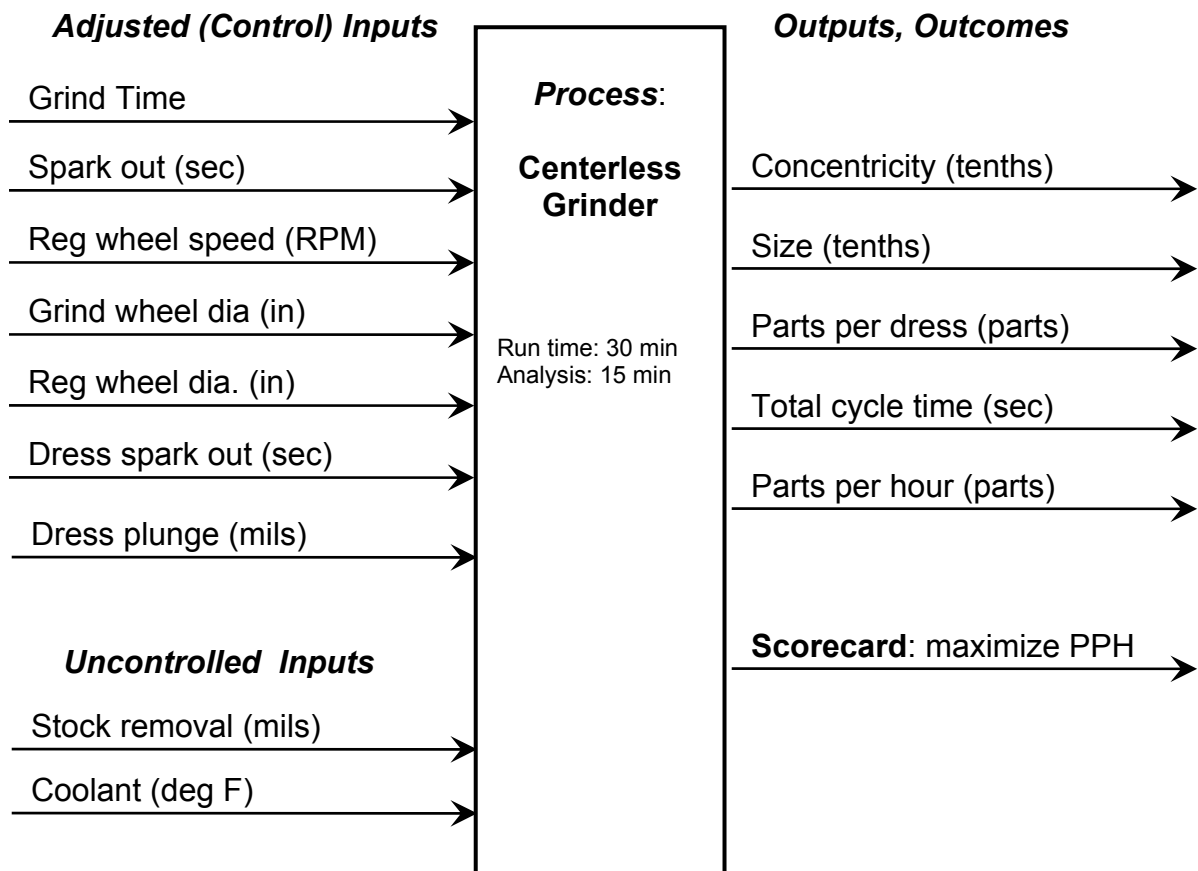 Adjusted (Control) Inputs
Grind Time
Spark out (sec)
Reg wheel speed (RPM)
Grind wheel dia (in)
Reg wheel dia. (in)
Dress spark out (sec)
Dress plunge (mils)
Uncontrolled Inputs
Stock removal (mils)
Coolant (deg F)
Process:
Centerless
Grinder
Run time: 30 min
Analysis: 15 min
Outputs, Outcomes
Concentricity (tenths)
Size (tenths)
Parts per dress (parts)
Total cycle time (sec)
Parts per hour (parts)
Scorecard: maximize PPH